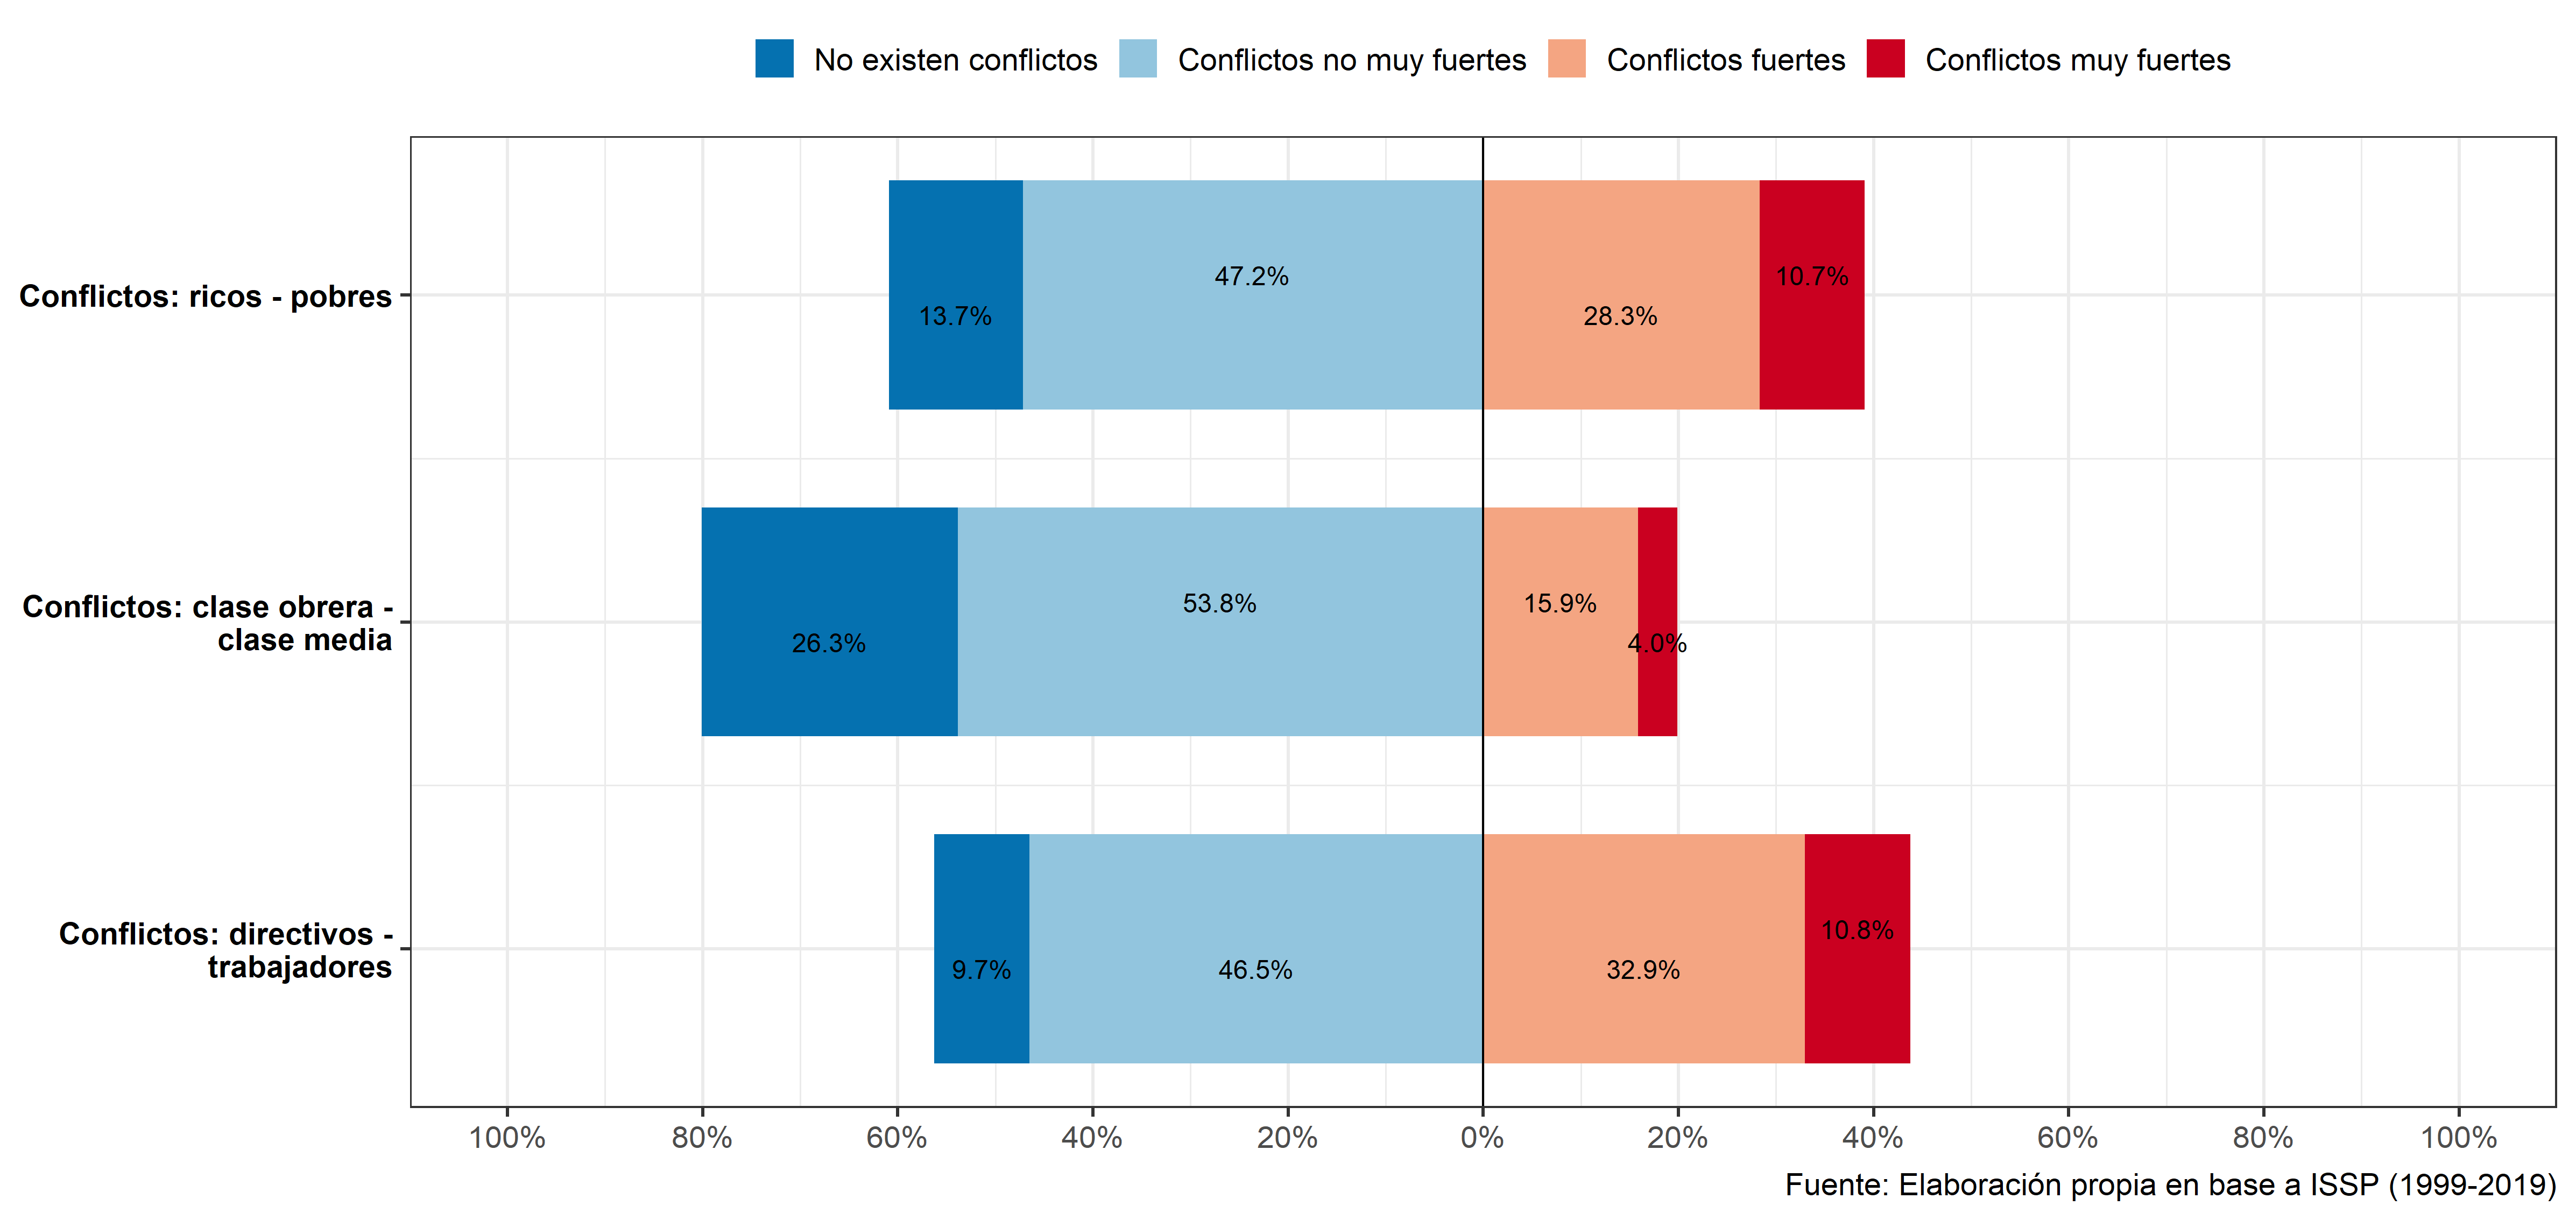 No existen conflictos Conflictos no muy fuertes Conflictos fuertes Conflictos muy fuertes
Conflictos: ricos - pobres
47.2% 10.7%
13.7% 28.3%
Conflictos: clase obrera -
clase media
53.8% 15.9%
26.3% 4.0%
Conflictos: directivos -
trabajadores
10.8%
9.7% 46.5% 32.9%
100% 80% 60% 40% 20% 0% 20% 40% 60% 80% 100%
Fuente: Elaboración propia en base a ISSP (1999-2019)